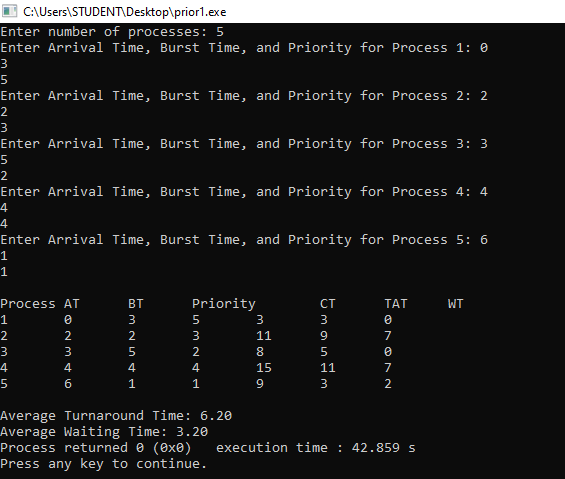 C:\Users\STUDENT\Desktop\prior1.exe
Enter number of processes: 5
Enter Arrival Time, Burst Time, and Priority for Process 1: 0
3
5
Enter Arrival Time, Burst Time, and Priority for Process 2: 2
2
3
Enter Arrival Time, Burst Time, and Priority for Process 3: 3
5
2
Enter Arrival Time, Burst Time, and Priority for Process 4: 4
4
4
Enter Arrival Time, Burst Time, and Priority for Process 5: 6
1
1
Process AT BT Priority CT TAT WT
1 0 3 5 3 3 0
2 2 2 3 11 9 7
3 3 5 2 8 5 0
4 4 4 4 15 11 7
5 6 1 1 9 3 2
Average Turnaround Time: 6.20
Average Waiting Time: 3.20
Process returned 0 (0x0) execution time : 42.859 s
Press any key to continue.